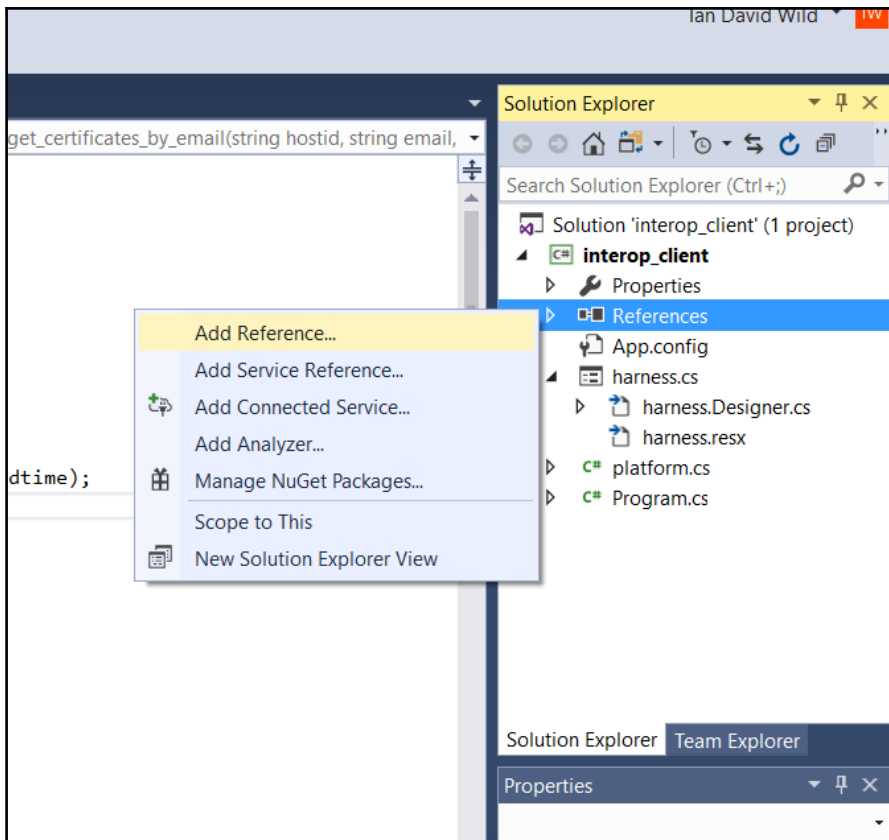 Ian David Wild
IW
get_certificates_by_email(string hostid, string email,
dtime);
Add Reference...
Add Service Reference...
Add Connected Service...
Add Analyzer...
Manage NuGet Packages...
Scope to This
New Solution Explorer View
Solution Explorer
Search Solution Explorer (Ctrl+;)
Solution 'interop_client' (1 project)
C# interop_client
Properties
References
App.config
harness.cs
harness.Designer.cs
harness.resx
C# platform.cs
C# Program.cs
Solution Explorer Team Explorer
Properties